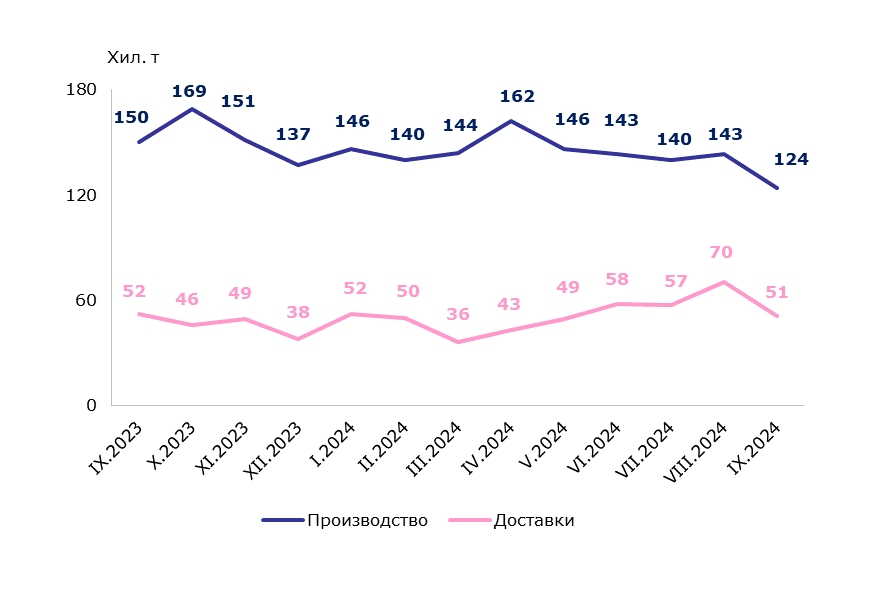 Хил. т
180
120
60
0
150
169
151
137
146
140
144
162
146
143
140
143
124
52
46
49
38
52
50
36
43
49
58
57
70
51
IX.2023
X.2023
XI.2023
XII.2023
I.2024
II.2024
III.2024
IV.2024
V.2024
VI.2024
VII.2024
VIII.2024
IX.2024
Производство
Доставки